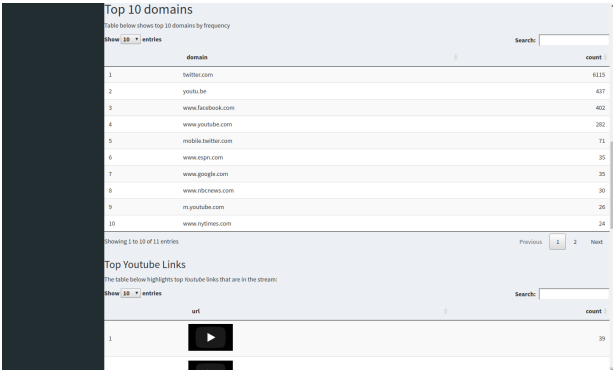 Top 10 domains
Table below shows top 10 domains by frequency
Show 10 entries Search:
domain count
1 twitter.com 6115
2 youtu.be 437
3 www.facebook.com 402
4 www.youtube.com 282
5 mobile.twitter.com 71
6 www.espn.com 35
7 www.google.com 35
8 www.nbcnews.com 30
9 m.youtube.com 26
10 www.nytimes.com 24
Showing 1 to 10 of 11 entries Previous 1 2 Next
Top Youtube Links
The table below highlights top Youtube links that are in the stream:
Show 10 entries Search:
url count
1 39